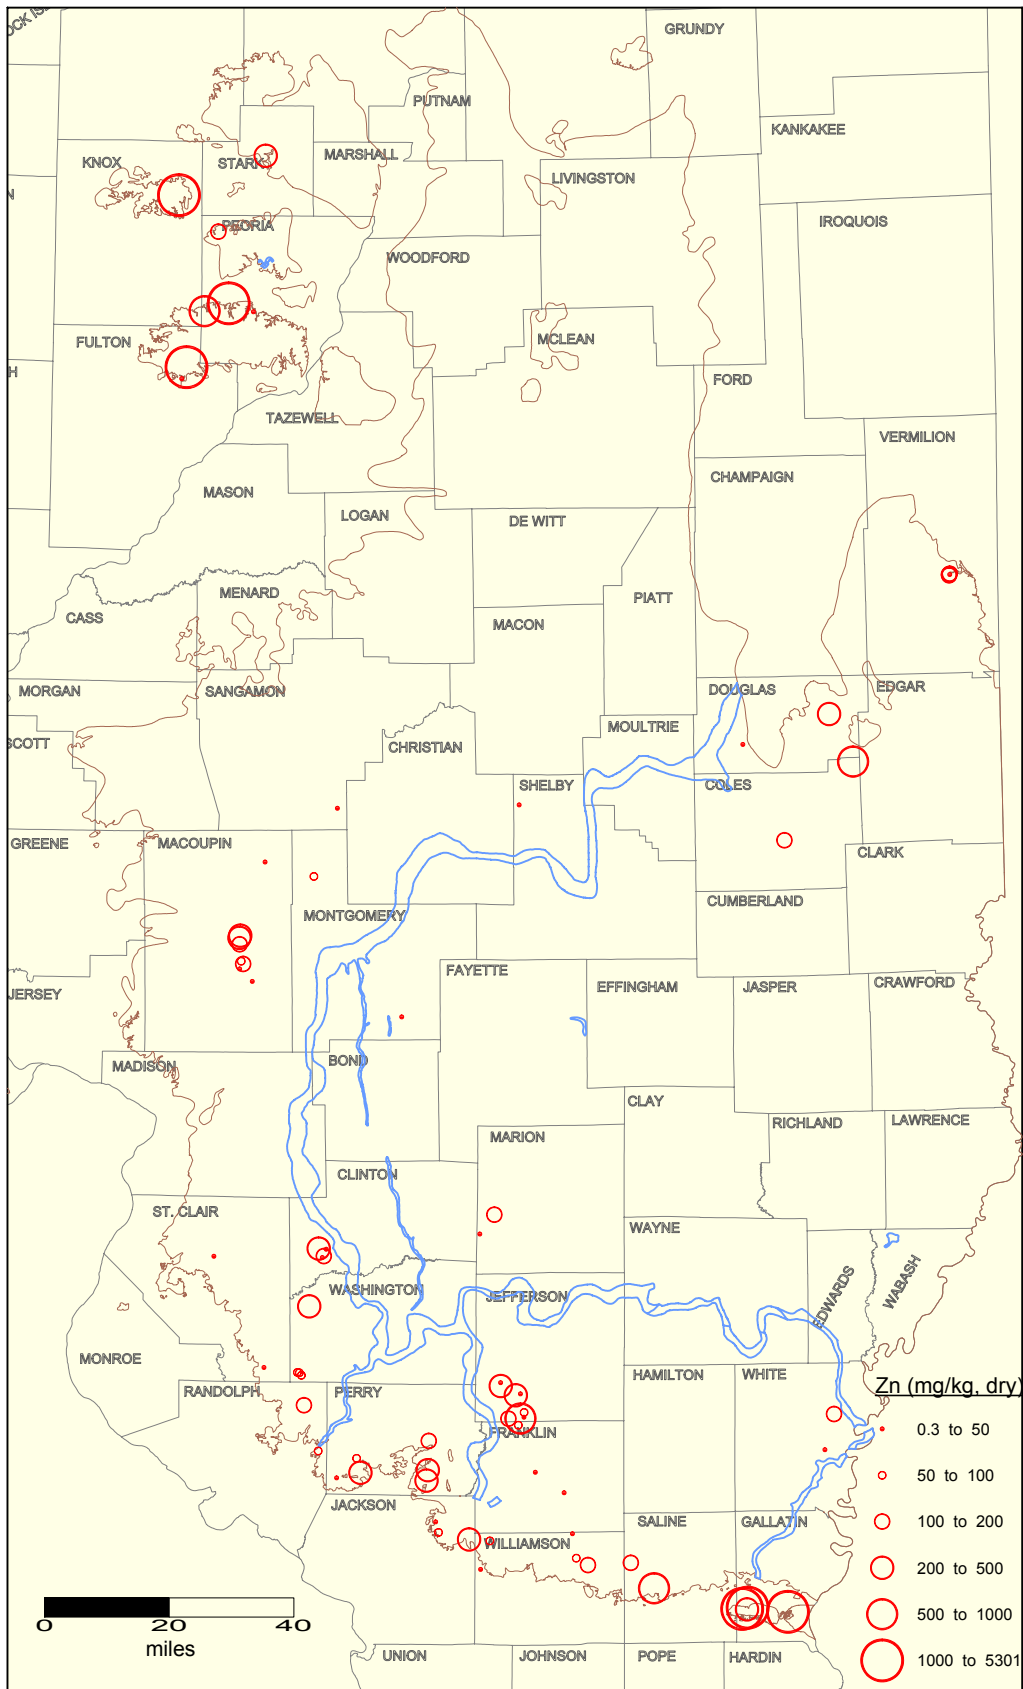 GRUNDY
PUTNAM
KANKAKEE
KNOX
STARK
MARSHALL
LIVINGSTON
IROQUOIS
PEORIA
WOODFORD
FULTON
MCLEAN
H
FORD
TAZEWELL
VERMILION
CHAMPAIGN
MASON
LOGAN
DE WITT
MENARD
PIATT
CASS
MACON
MORGAN
SANGAMON
DOUGLAS
EDGAR
MOULTRIE
SCOTT
CHRISTIAN
SHELBY
COLES
GREENE
MACOUPIN
CLARK
CUMBERLAND
MONTGOMERY
FAYETTE
EFFINGHAM
JASPER
CRAWFORD
JERSEY
MADISON
BOND
CLAY
RICHLAND
LAWRENCE
MARION
CLINTON
ST. CLAIR
WAYNE
EDWARDS
WABASH
WASHINGTON
JEFFERSON
MONROE
HAMILTON
WHITE
RANDOLPH
PERRY
Zn (mg/kg, dry)
0.3 to 50
FRANKLIN
50 to 100
JACKSON
SALINE
GALLATIN
100 to 200
WILLIAMSON
200 to 500
500 to 1000
20 40
miles
UNION
JOHNSON
POPE
HARDIN
1000 to 5301